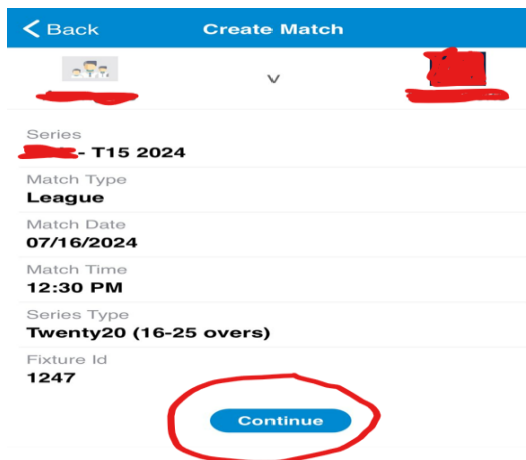 Back
Create Match
V
Series
- T15 2024
Match Type
League
Match Date
07/16/2024
Match Time
12:30 PM
Series Type
Twenty20 (16-25 overs)
Fixture Id
1247
Continue